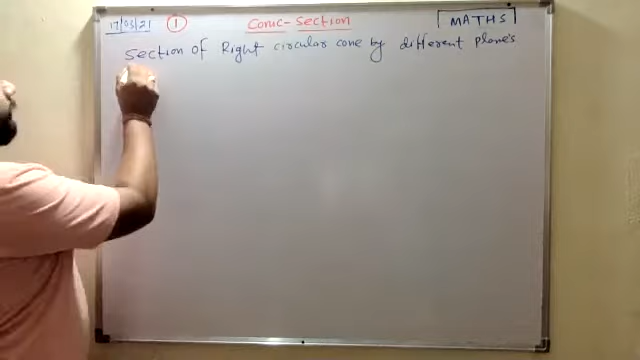 17/03/21 1 Conic-Section MATHS
Section of Right circular cone by different plane's